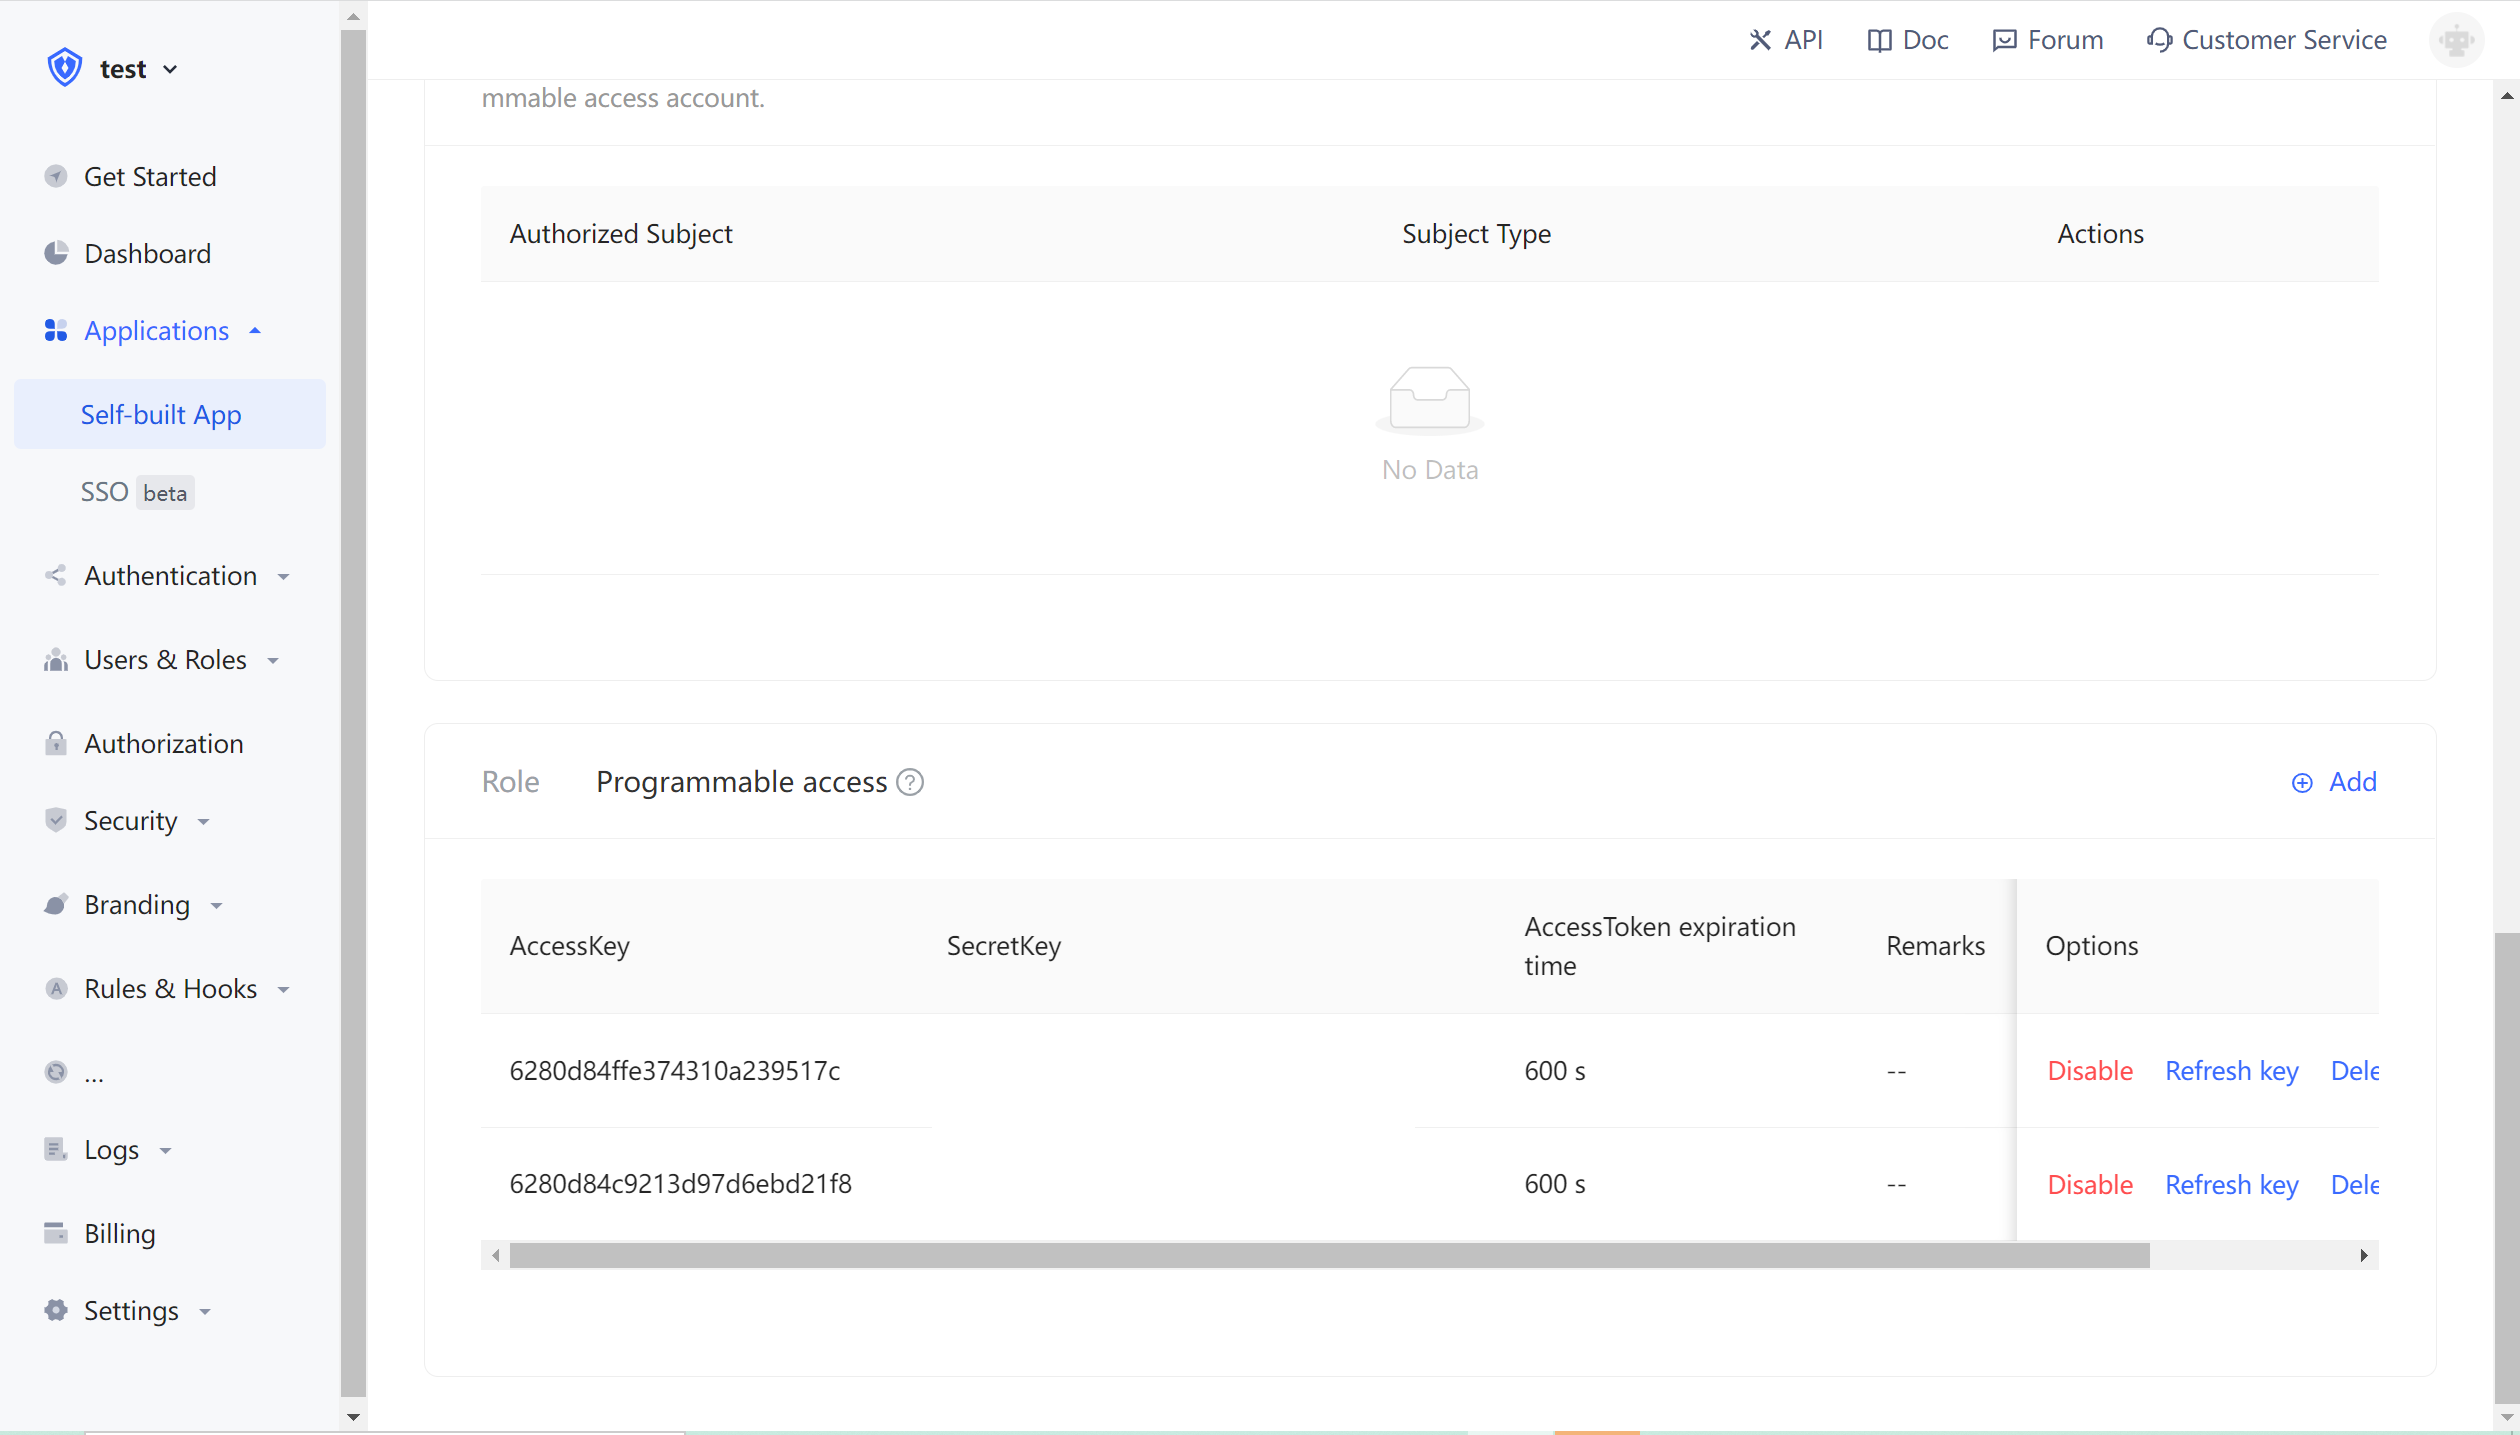 test
API
Doc
Forum
Customer Service
Get Started
Dashboard
Applications
Self-built App
SSO beta
Authentication
Users & Roles
Authorization
Security
Branding
Rules & Hooks
...
Logs
Billing
Settings
mmable access account.
Authorized Subject
Subject Type
Actions
No Data
Role
Programmable access
Add
AccessKey
SecretKey
AccessToken expiration
time
Remarks
Options
6280d84ffe374310a239517c
600 s
--
Disable
Refresh key
Dele
6280d84c9213d97d6ebd21f8
600 s
--
Disable
Refresh key
Dele